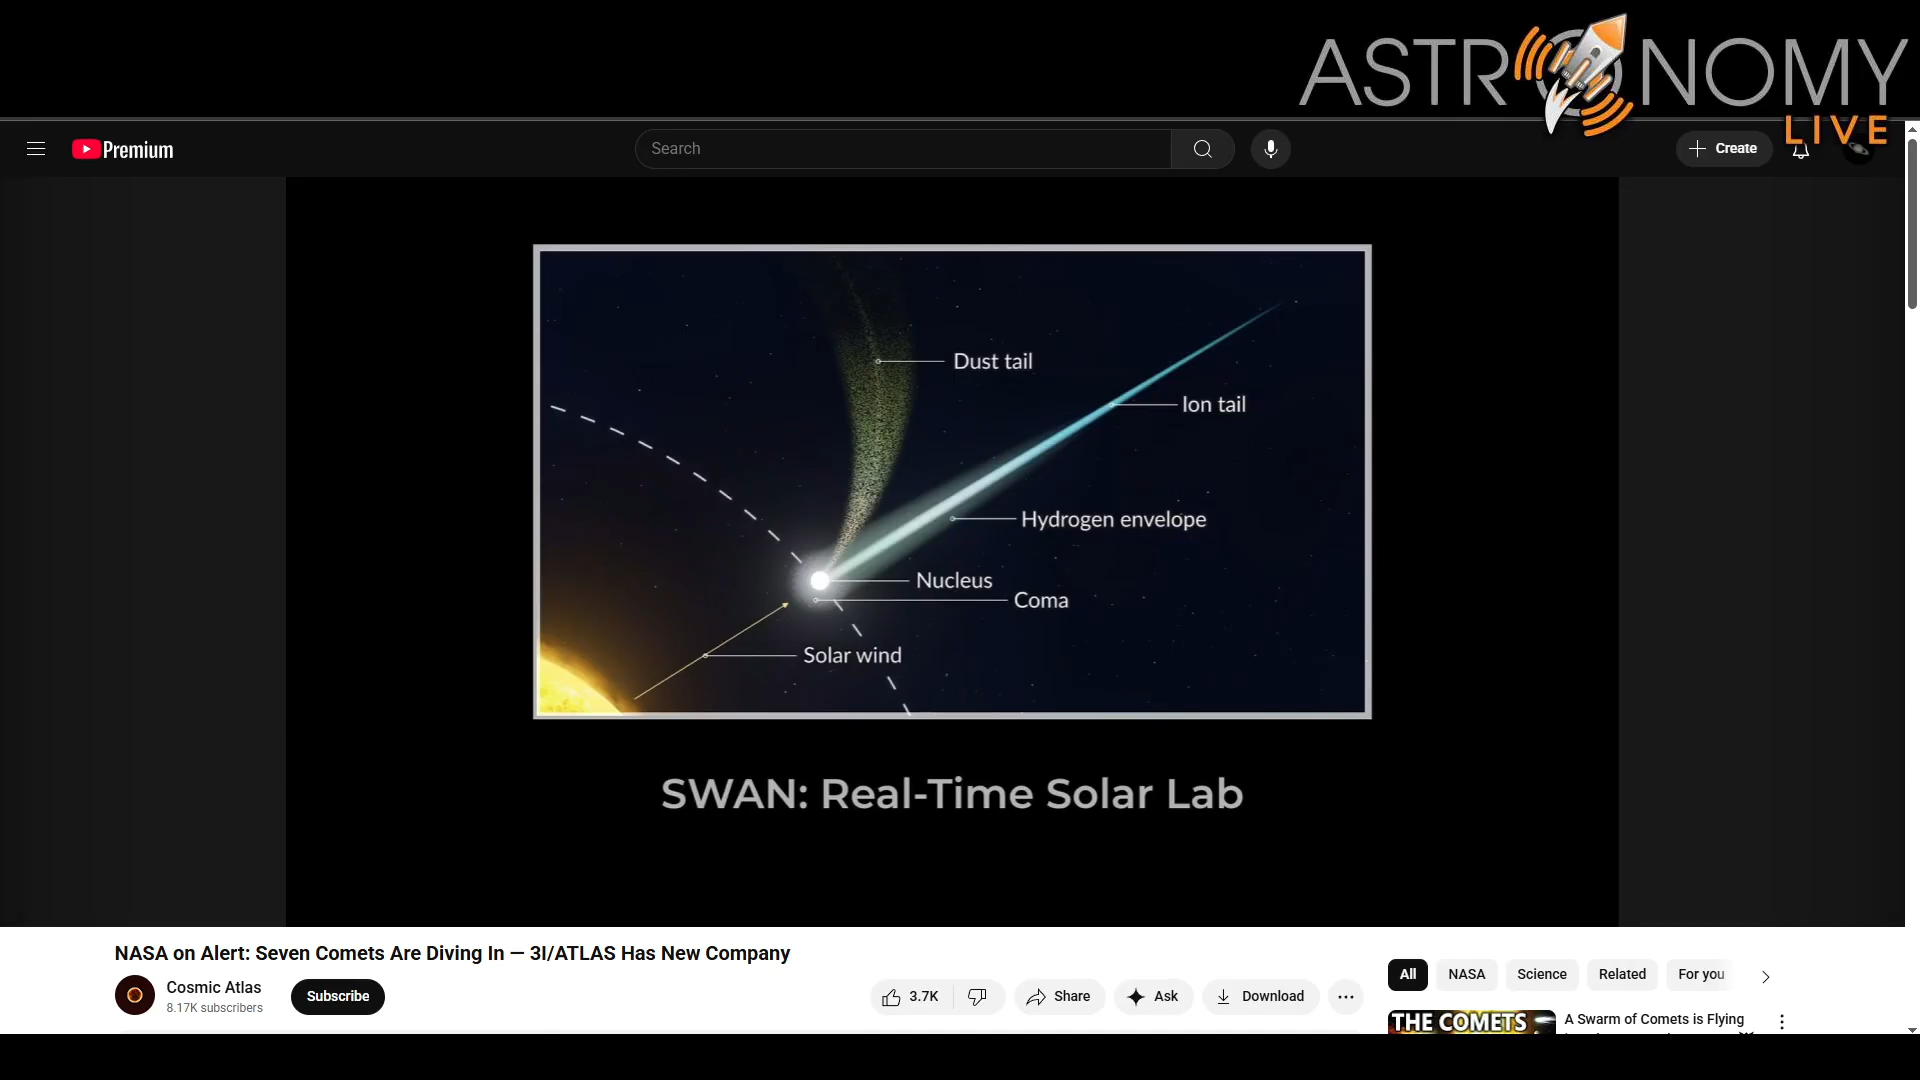 ASTRONOMY
LIVE
Premium
Search
Create
Dust tail
Ion tail
Hydrogen envelope
Nucleus
Coma
Solar wind
SWAN: Real-Time Solar Lab
NASA on Alert: Seven Comets Are Diving In — 3I/ATLAS Has New Company
Cosmic Atlas
8.17K subscribers
Subscribe
3.7K
Share
Ask
Download
All
NASA
Science
Related
For you
THE COMETS
A Swarm of Comets is Flying